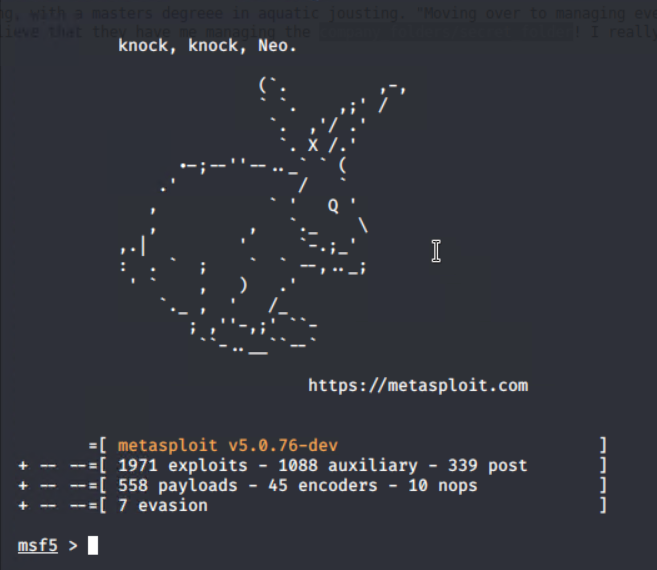 ng, with a masters degreee in aquatic jousting. "Moving over to managing eve
lieve that they have me managing the ! I really
knock, knock, Neo.
https://metasploit.com
=[ metasploit v5.0.76-dev ]
+ -- --=[ 1971 exploits - 1088 auxiliary - 339 post ]
+ -- --=[ 558 payloads - 45 encoders - 10 nops ]
+ -- --=[ 7 evasion ]
msf5 >